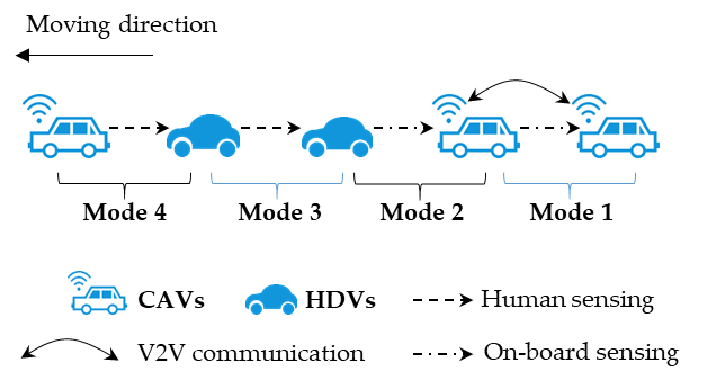 Moving direction
Mode 4 Mode 3 Mode 2 Mode 1
CAVs HDVs Human sensing
V2V communication On-board sensing